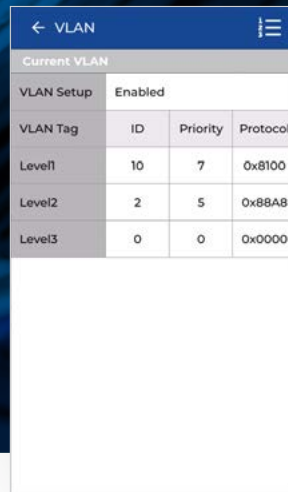 ← VLAN
Current VLAN
VLAN Setup Enabled
VLAN Tag ID Priority Protocol
Level1 10 7 0x8100
Level2 2 5 0x88A8
Level3 0 0 0x0000